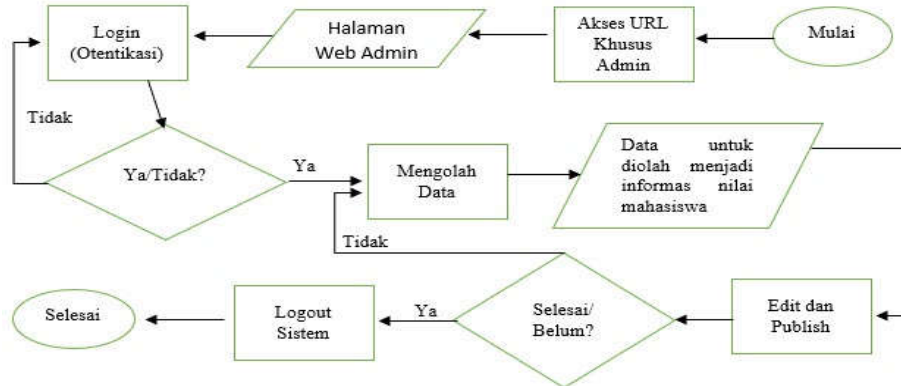 Mulai
Akses URL
Khusus
Admin
Halaman
Web Admin
Login
(Otentikasi)
Tidak
Ya/Tidak?
Ya
Mengolah
Data
Data untuk
diolah menjadi
informas nilai
mahasiswa
Edit dan
Publish
Selesai/
Belum?
Tidak
Ya
Logout
Sistem
Selesai